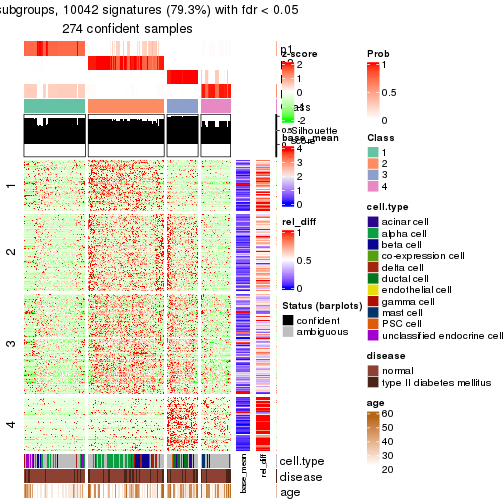 subgroups, 10042 signatures (79.3%) with fdr < 0.05
274 confident samples
p1
z-score
2
1
0
-1
-2
Silhouette
score
base_mean
4
3
2
1
0
rel_diff
1
0.5
0
Status (barplots)
confident
ambiguous
Prob
1
0.5
0
Class
1
2
3
4
cell.type
acinar cell
alpha cell
beta cell
co-expression cell
delta cell
ductal cell
endothelial cell
gamma cell
mast cell
PSC cell
unclassified endocrine cell
disease
normal
type II diabetes mellitus
age
60
50
40
30
20
1
2
3
4
cell.type
disease
age
base_mean
rel_diff